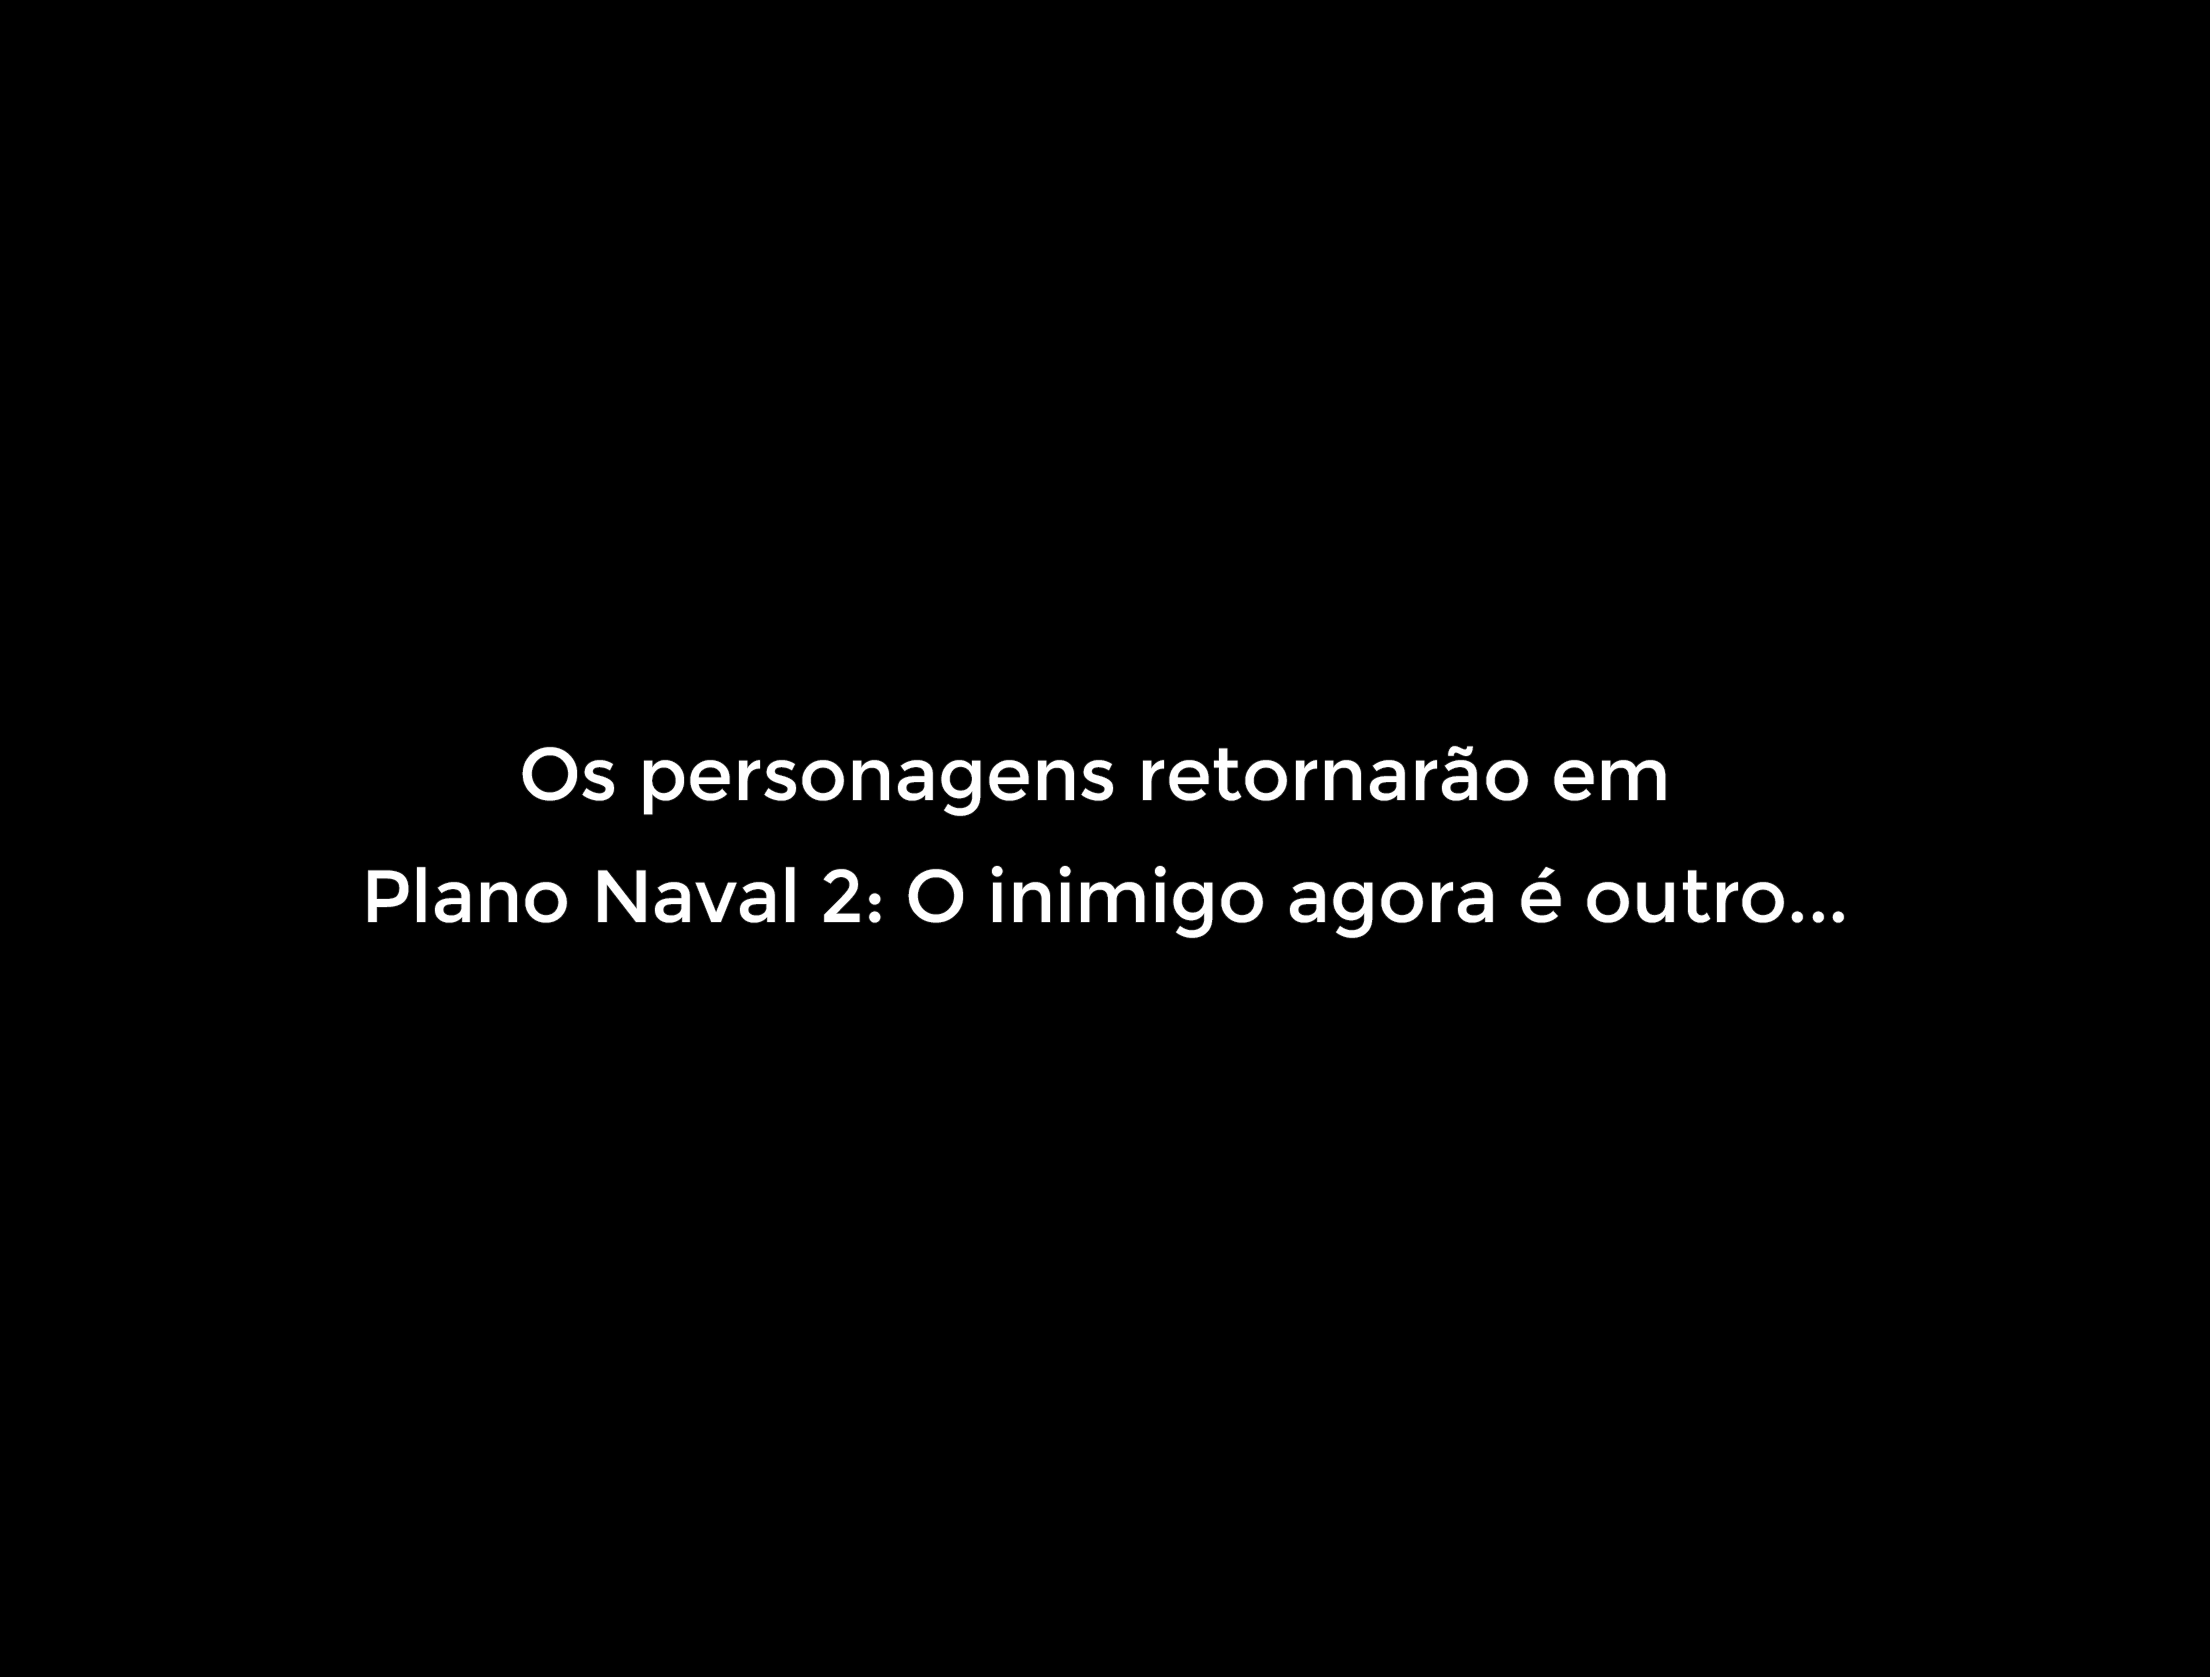 Os personagens retornarão em
Plano Naval 2: O inimigo agora é outro...